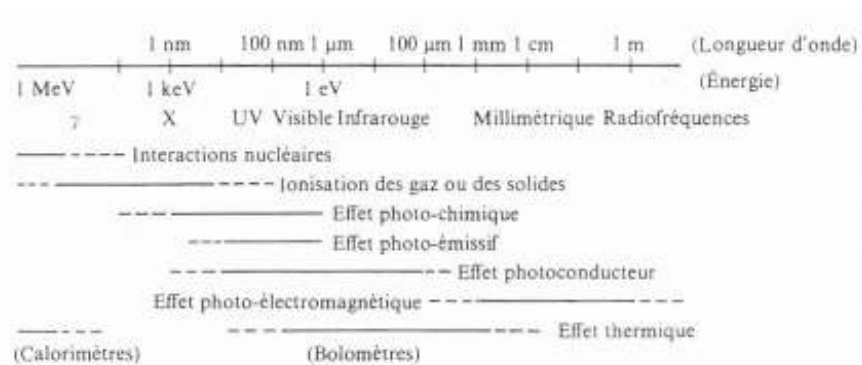 1 nm 100 nm 1 μm 100 μm 1 mm 1 cm 1 m (Longueur d'onde)
1 MeV 1 keV 1 eV (Énergie)
γ X UV Visible Infrarouge Millimétrique Radiofréquences
Interactions nucléaires
Ionisation des gaz ou des solides
Effet photo-chimique
Effet photo-émissif
Effet photoconducteur
Effet photo-électromagnétique
Effet thermique
(Calorimètres) (Bolomètres)